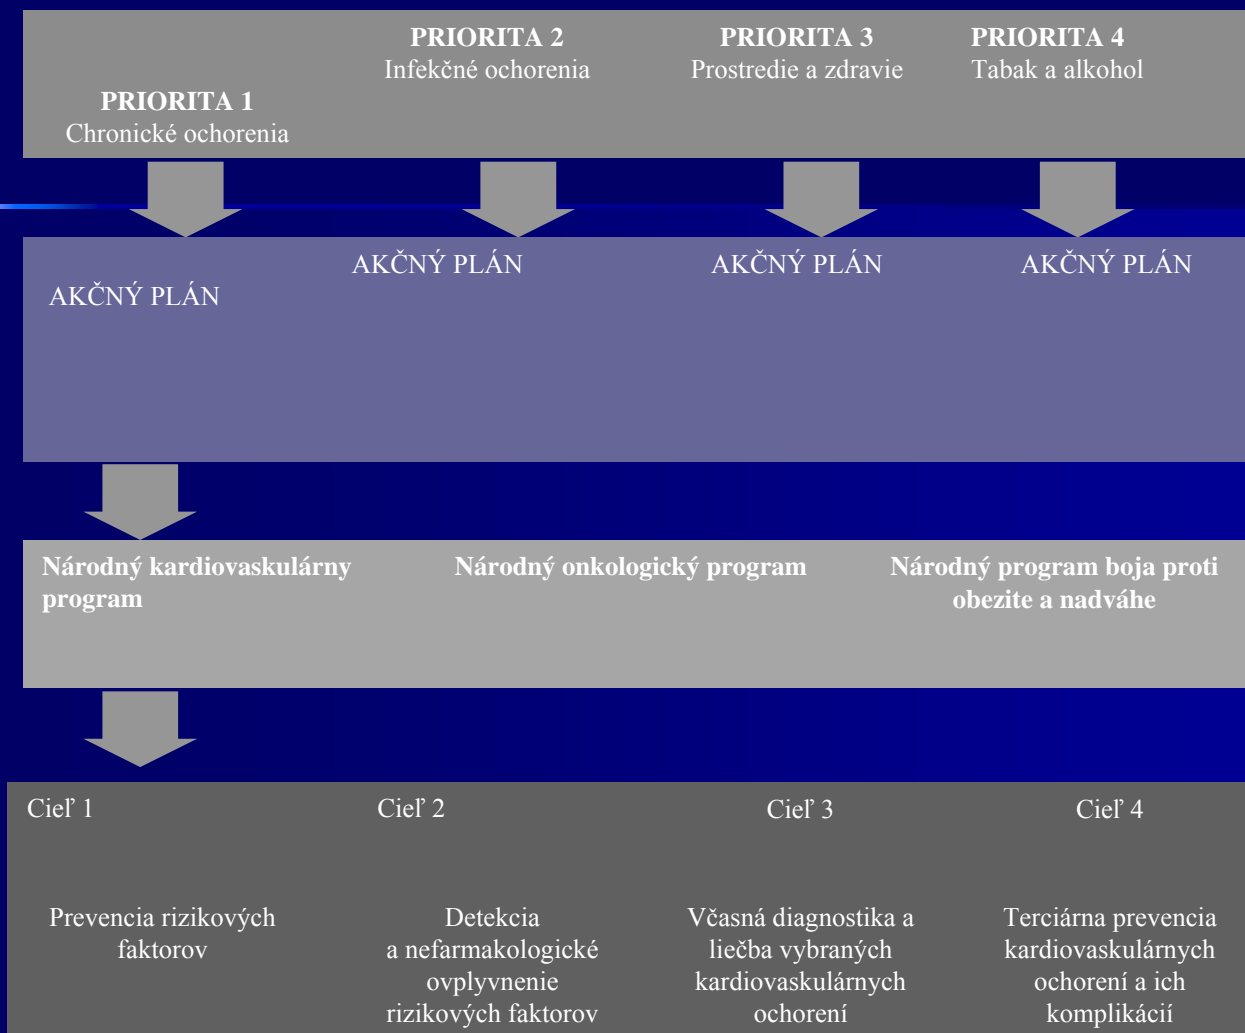 PRIORITA 1
Chronické ochorenia
PRIORITA 2
Infekčné ochorenia
PRIORITA 3
Prostredie a zdravie
PRIORITA 4
Tabak a alkohol
AKČNÝ PLÁN
AKČNÝ PLÁN
AKČNÝ PLÁN
AKČNÝ PLÁN
Národný kardiovaskulárny
program
Národný onkologický program
Národný program boja proti
obezite a nadváhe
Cieľ 1
Prevencia rizikových
faktorov
Cieľ 2
Detekcia
a nefarmakologické
ovplyvnenie
rizikových faktorov
Cieľ 3
Včasná diagnostika a
liečba vybraných
kardiovaskulárnych
ochorení
Cieľ 4
Terciárna prevencia
kardiovaskulárnych
ochorení a ich
komplikácií